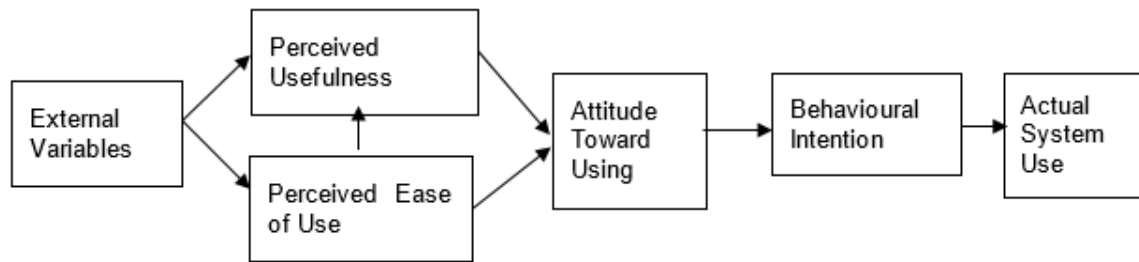 External
Variables
Perceived
Usefulness
Perceived Ease
of Use
Attitude
Toward
Using
Behavioural
Intention
Actual
System
Use